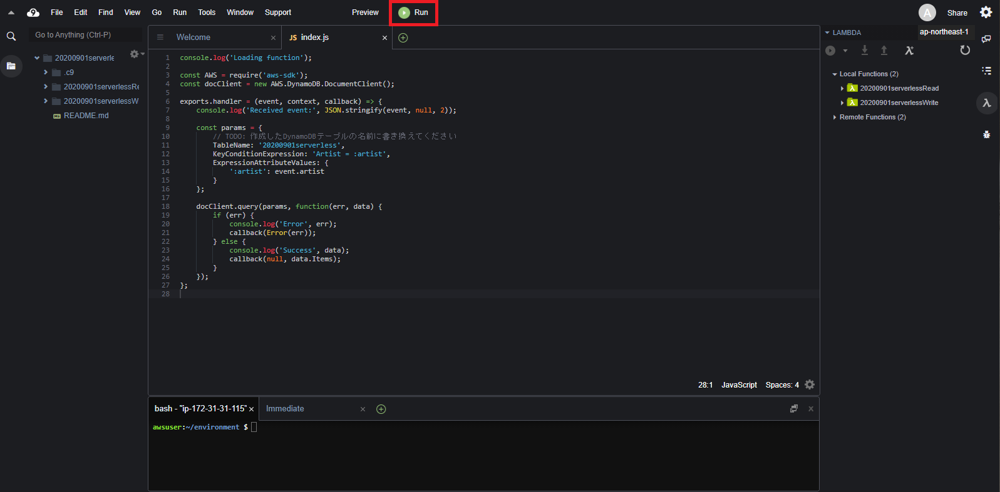 9 File Edit Find View Go Run Tools Window Support Preview Run A Share
Go to Anything (Ctrl-P)
20200901serverle
.c9
20200901serverlessRe
20200901serverlessW
README.md
Welcome × JS index.js ×
1 console.log('Loading function');
2
3 const AWS = require('aws-sdk');
4 const docClient = new AWS.DynamoDB.DocumentClient();
5
6 exports.handler = (event, context, callback) => {
7     console.log('Received event:', JSON.stringify(event, null, 2));
8
9     const params = {
10         // TODO: 作成したDynamoDBテーブルの名前に書き換えてください
11         TableName: '20200901serverless',
12         KeyConditionExpression: 'Artist = :artist',
13         ExpressionAttributeValues: {
14             ':artist': event.artist
15         }
16     };
17
18     docClient.query(params, function(err, data) {
19         if (err) {
20             console.log('Error', err);
21             callback(Error(err));
22         } else {
23             console.log('Success', data);
24             callback(null, data.Items);
25         }
26     });
27 };
28
28:1 JavaScript Spaces: 4
bash - "ip-172-31-31-115" × Immediate ×
awsuser:~/environment $
LAMBDA ap-northeast-1
Local Functions (2)
20200901serverlessRead
20200901serverlessWrite
Remote Functions (2)